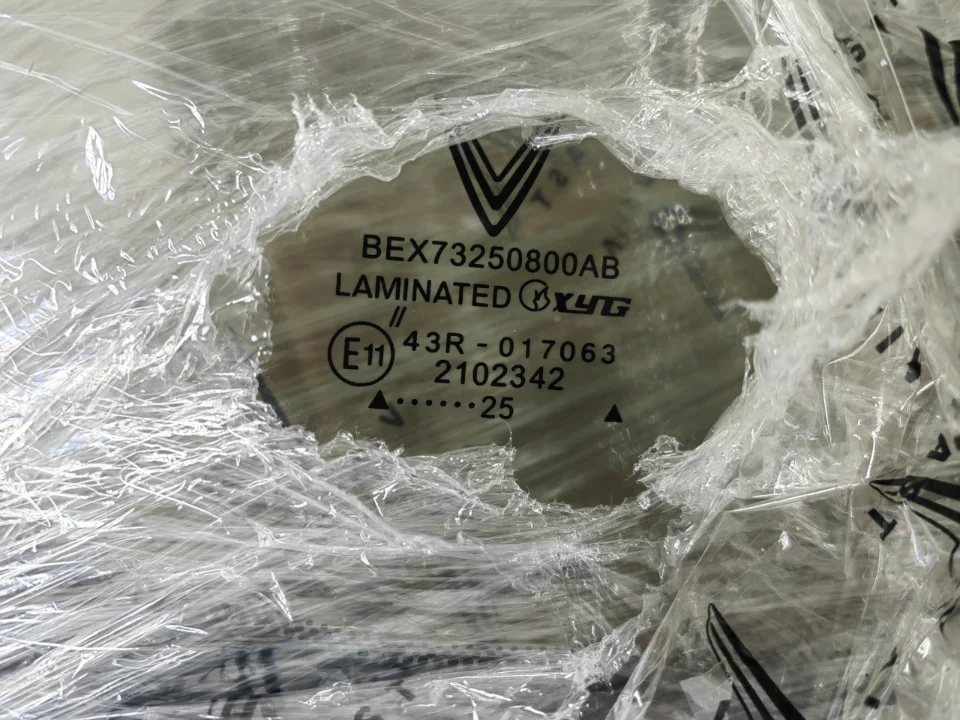 BEX73250800AB
LAMINATED XYG
//
E11 43R - 017063
2102342
▲.......25 ▲